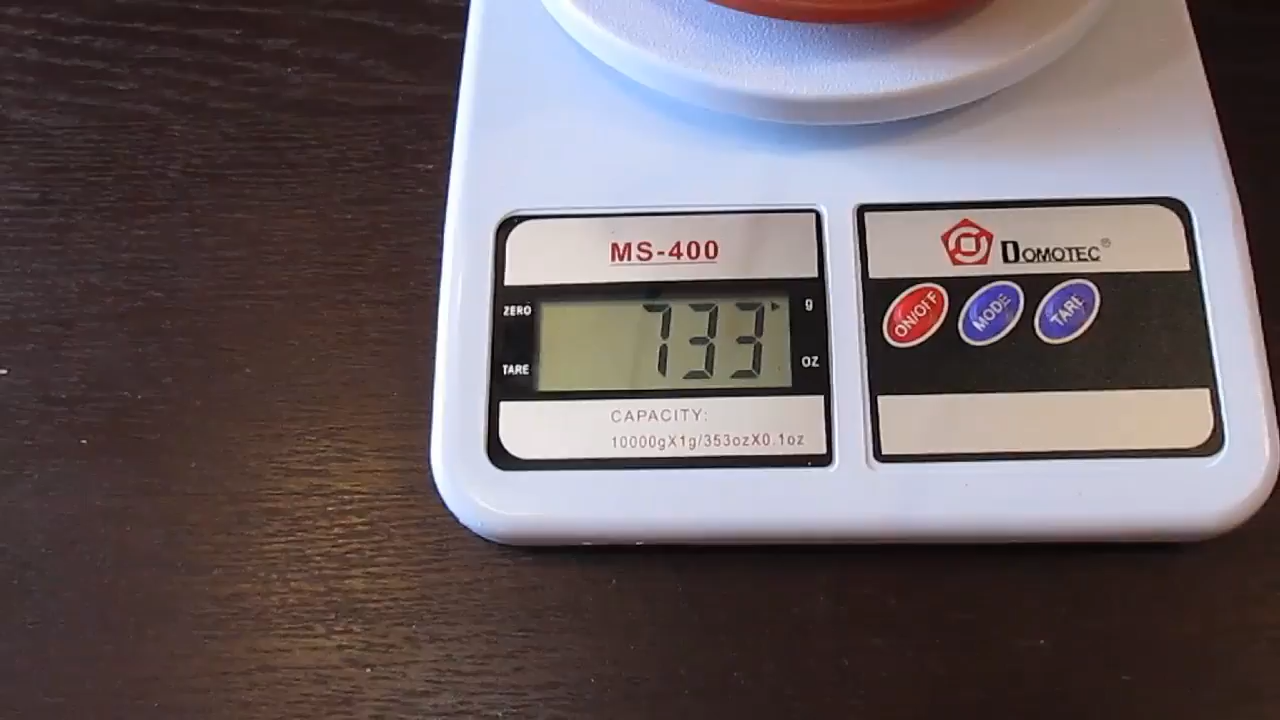 MS-400
ZERO
733
g
TARE
OZ
CAPACITY:
10000gX1g/353ozX0.1oz
DOMOTEC®
ON/OFF
MODE
TARE